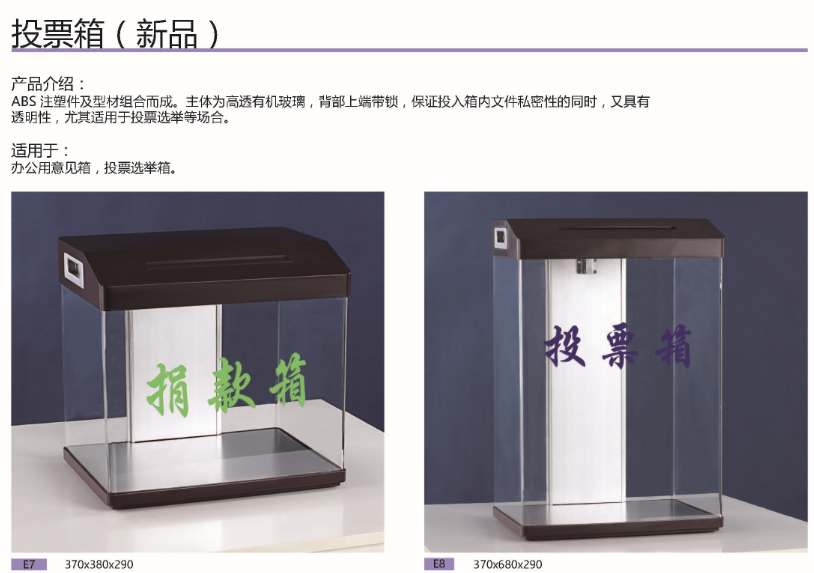 投票箱（新品）
产品介绍：
ABS 注塑件及型材组合而成。主体为高透有机玻璃，背部上端带锁，保证投入箱内文件私密性的同时，又具有
透明性，尤其适用于投票选举等场合。
适用于：
办公用意见箱，投票选举箱。
捐款箱
投票箱
E7 370x380x290
E8 370x680x290